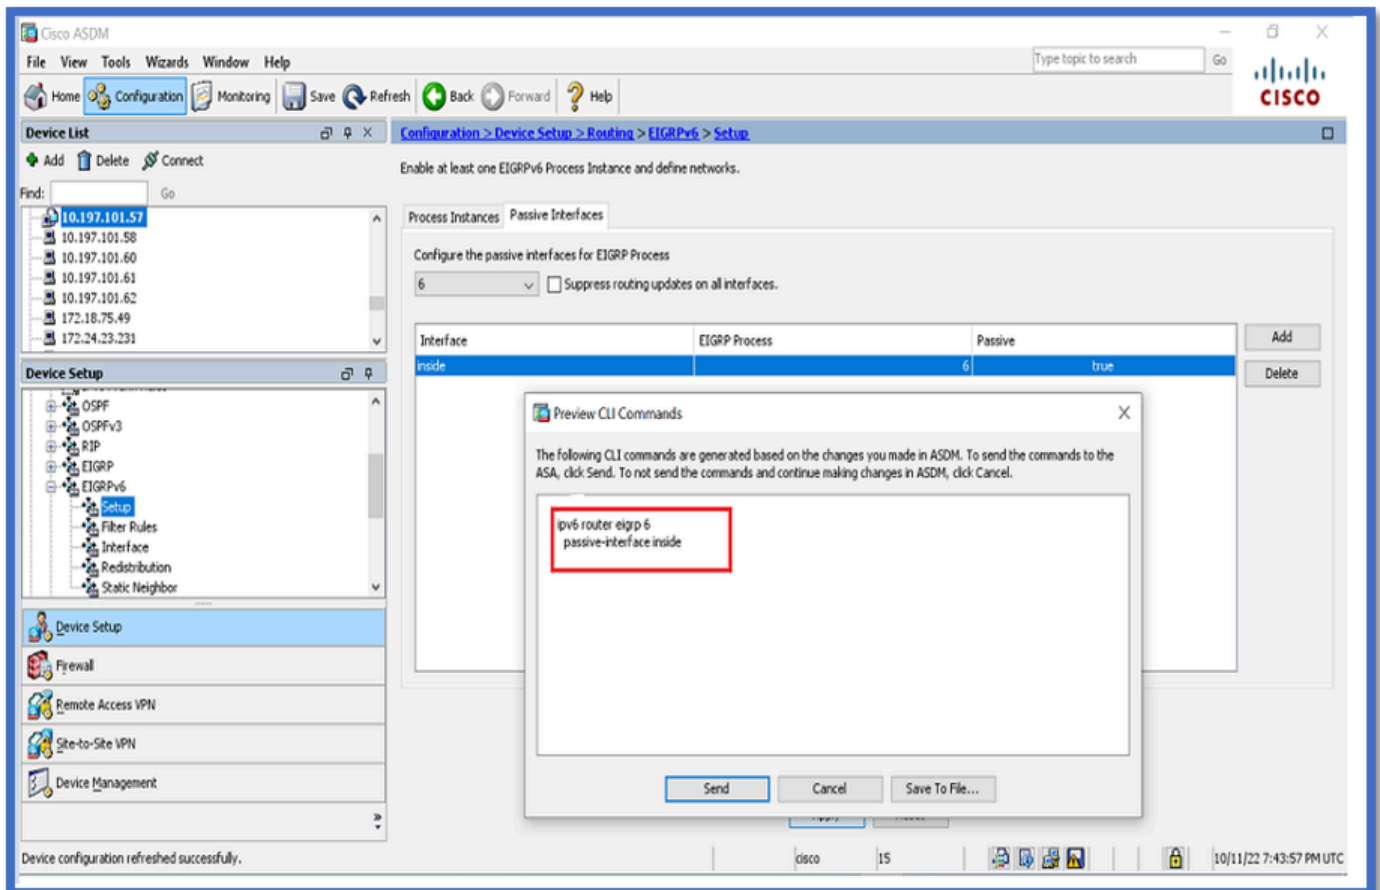 Cisco ASDM
File View Tools Wizards Window Help
Type topic to search Go
Home Configuration Monitoring Save Refresh Back Forward Help
CISCO
Device List
Add Delete Connect
Find: Go
10.197.101.57
10.197.101.58
10.197.101.60
10.197.101.61
10.197.101.62
172.18.75.49
172.24.23.231
Device Setup
OSPF
OSPFv3
RIP
EIGRP
EIGRPv6
Setup
Filter Rules
Interface
Redistribution
Static Neighbor
Device Setup
Firewall
Remote Access VPN
Site-to-Site VPN
Device Management
Configuration > Device Setup > Routing > EIGRPv6 > Setup
Enable at least one EIGRPv6 Process Instance and define networks.
Process Instances Passive Interfaces
Configure the passive interfaces for EIGRP Process
6 Suppress routing updates on all interfaces.
Interface EIGRP Process Passive
inside 6 true
Add
Delete
Preview CLI Commands
The following CLI commands are generated based on the changes you made in ASDM. To send the commands to the
ASA, click Send. To not send the commands and continue making changes in ASDM, click Cancel.
ipv6 router eigrp 6
passive-interface inside
Send Cancel Save To File...
Device configuration refreshed successfully.
cisco 15 10/11/22 7:43:57 PM UTC